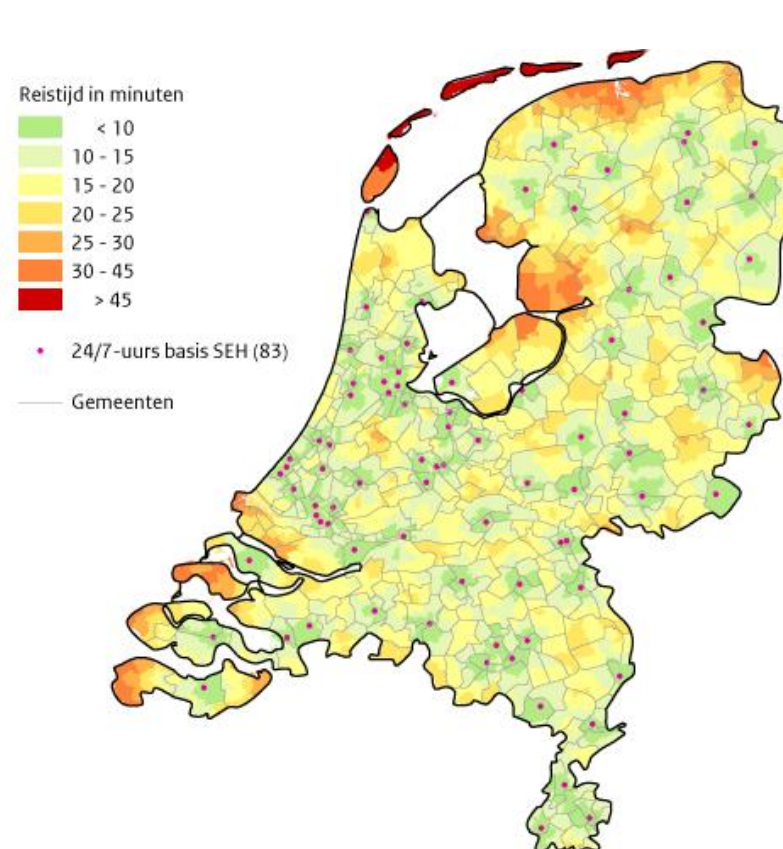 Reistijd in minuten
< 10
10 - 15
15 - 20
20 - 25
25 - 30
30 - 45
> 45
24/7-uurs basis SEH (83)
Gemeenten